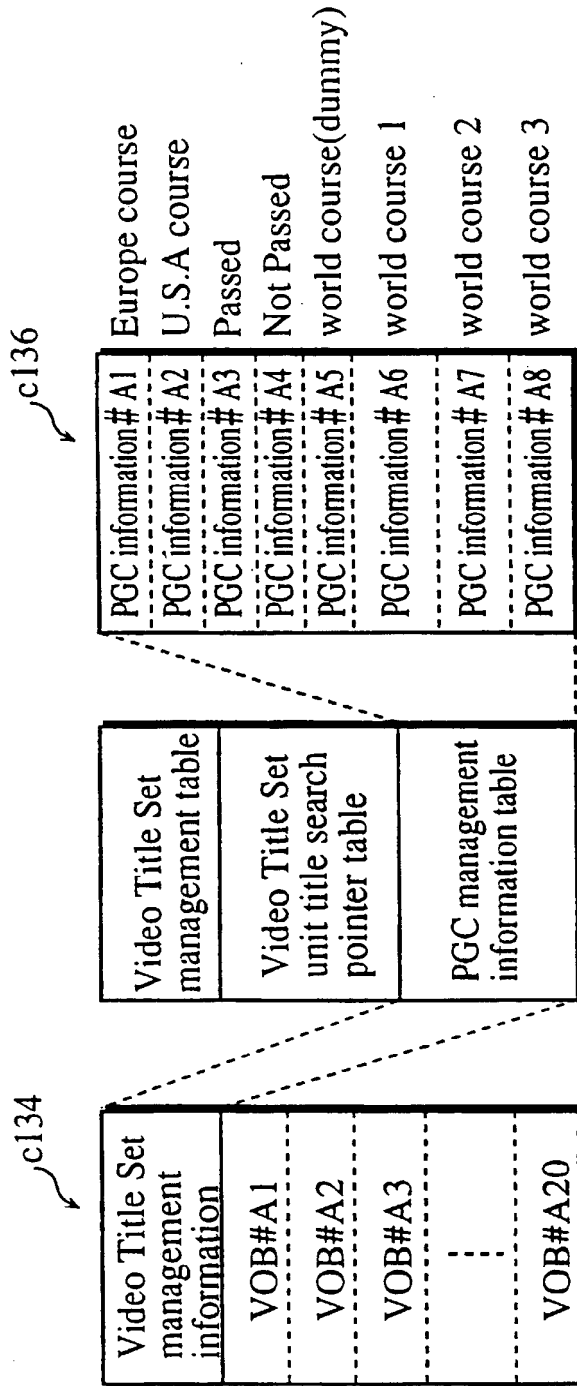 c134
Video Title Set
management
information
VOB#A1
VOB#A2
VOB#A3
VOB#A20
Video Title Set
management table
Video Title Set
unit title search
pointer table
PGC management
information table
c136
PGC information# A1 Europe course
PGC information# A2 U.S.A course
PGC information# A3 Passed
PGC information# A4 Not Passed
PGC information# A5 world course(dummy)
PGC information# A6 world course 1
PGC information# A7 world course 2
PGC information# A8 world course 3